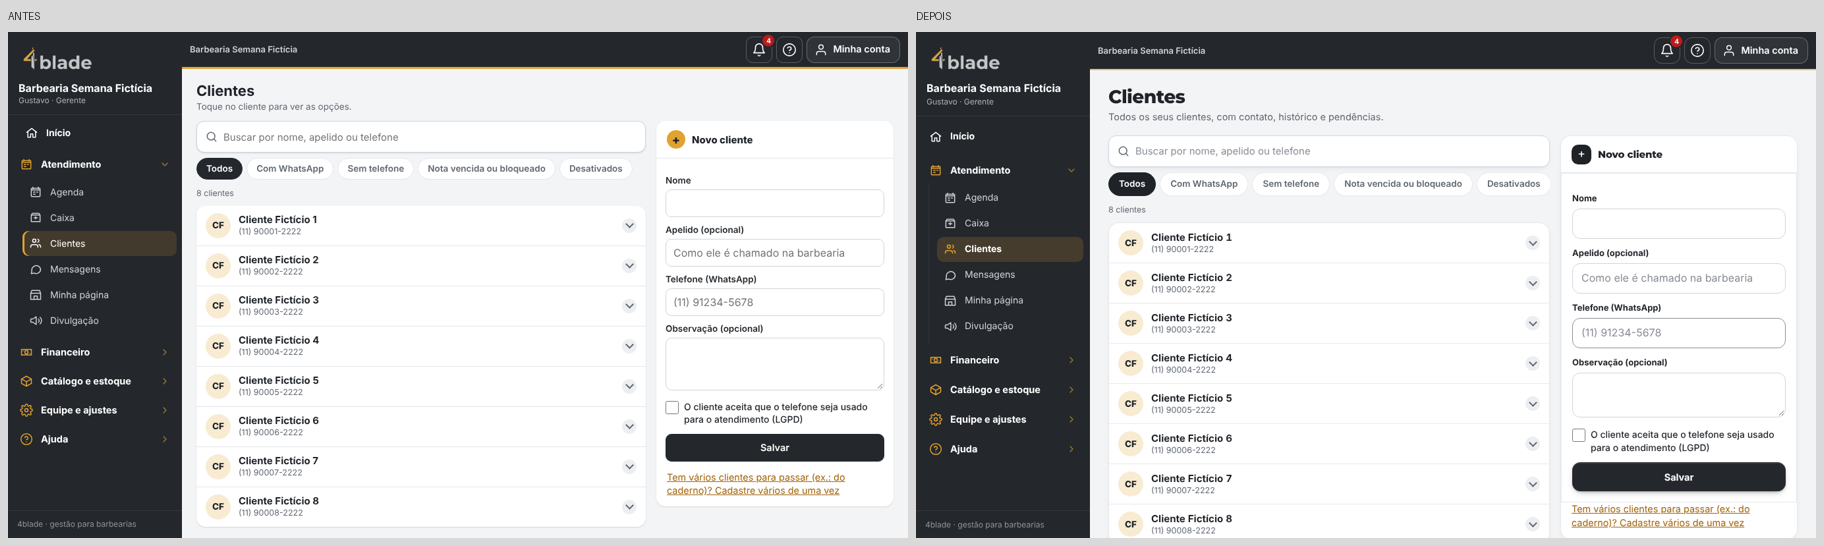 ANTES
4blade
Barbearia Semana Fictícia
Gustavo · Gerente
Início
Atendimento
Agenda
Caixa
Clientes
Mensagens
Minha página
Divulgação
Financeiro
Catálogo e estoque
Equipe e ajustes
Ajuda
4blade · gestão para barbearias
Barbearia Semana Fictícia
4
Minha conta
Clientes
Toque no cliente para ver as opções.
Buscar por nome, apelido ou telefone
Todos
Com WhatsApp
Sem telefone
Nota vencida ou bloqueado
Desativados
8 clientes
CF
Cliente Fictício 1
(11) 90001-2222
CF
Cliente Fictício 2
(11) 90002-2222
CF
Cliente Fictício 3
(11) 90003-2222
CF
Cliente Fictício 4
(11) 90004-2222
CF
Cliente Fictício 5
(11) 90005-2222
CF
Cliente Fictício 6
(11) 90006-2222
CF
Cliente Fictício 7
(11) 90007-2222
CF
Cliente Fictício 8
(11) 90008-2222
+ Novo cliente
Nome
Apelido (opcional)
Como ele é chamado na barbearia
Telefone (WhatsApp)
(11) 91234-5678
Observação (opcional)
O cliente aceita que o telefone seja usado
para o atendimento (LGPD)
Salvar
Tem vários clientes para passar (ex.: do
caderno)? Cadastre vários de uma vez
DEPOIS
4blade
Barbearia Semana Fictícia
Gustavo · Gerente
Início
Atendimento
Agenda
Caixa
Clientes
Mensagens
Minha página
Divulgação
Financeiro
Catálogo e estoque
Equipe e ajustes
Ajuda
4blade · gestão para barbearias
Barbearia Semana Fictícia
4
Minha conta
Clientes
Todos os seus clientes, com contato, histórico e pendências.
Buscar por nome, apelido ou telefone
Todos
Com WhatsApp
Sem telefone
Nota vencida ou bloqueado
Desativados
8 clientes
CF
Cliente Fictício 1
(11) 90001-2222
CF
Cliente Fictício 2
(11) 90002-2222
CF
Cliente Fictício 3
(11) 90003-2222
CF
Cliente Fictício 4
(11) 90004-2222
CF
Cliente Fictício 5
(11) 90005-2222
CF
Cliente Fictício 6
(11) 90006-2222
CF
Cliente Fictício 7
(11) 90007-2222
CF
Cliente Fictício 8
(11) 90008-2222
+ Novo cliente
Nome
Apelido (opcional)
Como ele é chamado na barbearia
Telefone (WhatsApp)
(11) 91234-5678
Observação (opcional)
O cliente aceita que o telefone seja usado
para o atendimento (LGPD)
Salvar
Tem vários clientes para passar (ex.: do
caderno)? Cadastre vários de uma vez